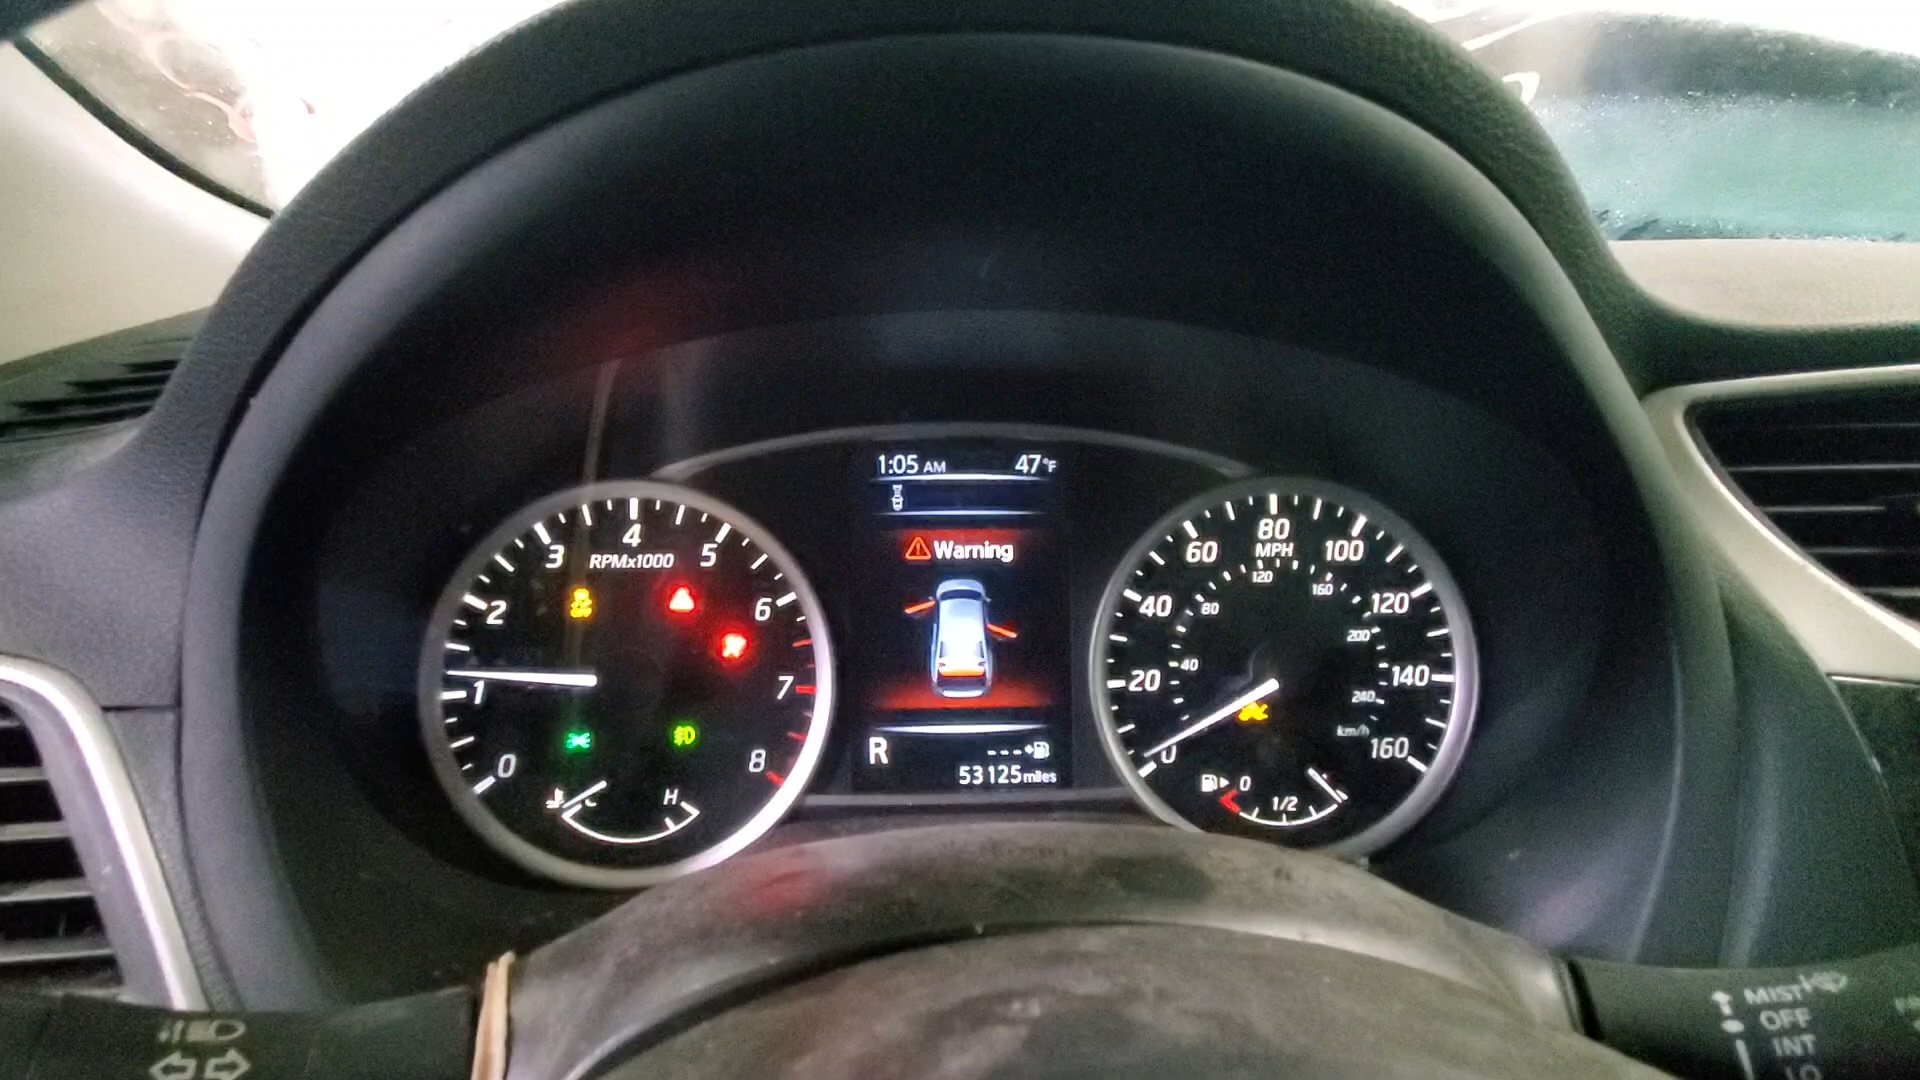 1:05 AM 47°F
Warning
R ---
53125 miles
0 1 2 3 4 5 6 7 8
RPMx1000
C H
0 20 40 60 80 100 120 140 160
MPH
40 80 120 160 200 240
km/h
0 1/2
OFF
MIST
OFF
INT
LO